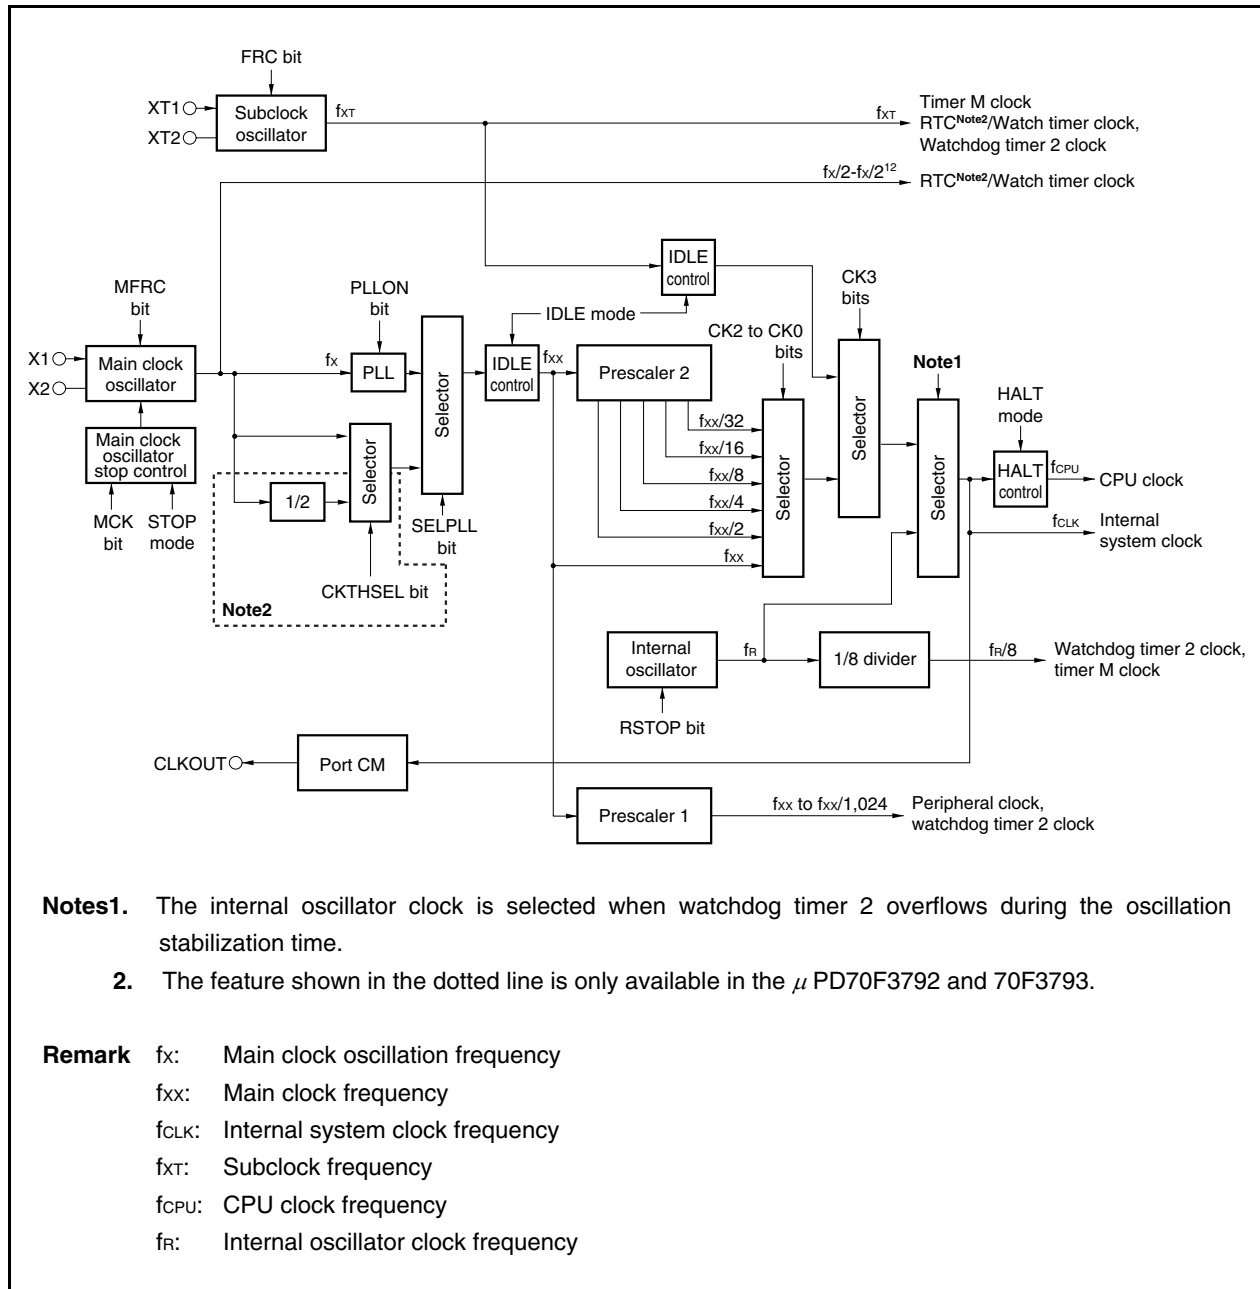 FRC bit
XT1
XT2
Subclock
oscillator
fXT
fXT
Timer M clock
RTCNote2/Watch timer clock,
Watchdog timer 2 clock
fX/2-fX/2¹²
RTCNote2/Watch timer clock
IDLE
control
MFRC
bit
PLLON
bit
IDLE mode
CK3
bits
CK2 to CK0
bits
X1
X2
Main clock
oscillator
fX
PLL
Selector
IDLE
control
fXX
Prescaler 2
Selector
Note1
HALT
mode
Main clock
oscillator
stop control
Selector
fXX/32
fXX/16
fXX/8
fXX/4
fXX/2
fXX
Selector
Selector
HALT
control
fCPU
CPU clock
1/2
MCK
bit
STOP
mode
SELPLL
bit
fCLK
Internal
system clock
CKTHSEL bit
Note2
Internal
oscillator
fR
1/8 divider
fR/8
Watchdog timer 2 clock,
timer M clock
RSTOP bit
CLKOUT
Port CM
Prescaler 1
fXX to fXX/1,024
Peripheral clock,
watchdog timer 2 clock
Notes1. The internal oscillator clock is selected when watchdog timer 2 overflows during the oscillation
stabilization time.
2. The feature shown in the dotted line is only available in the μ PD70F3792 and 70F3793.
Remark fX: Main clock oscillation frequency
fXX: Main clock frequency
fCLK: Internal system clock frequency
fXT: Subclock frequency
fCPU: CPU clock frequency
fR: Internal oscillator clock frequency